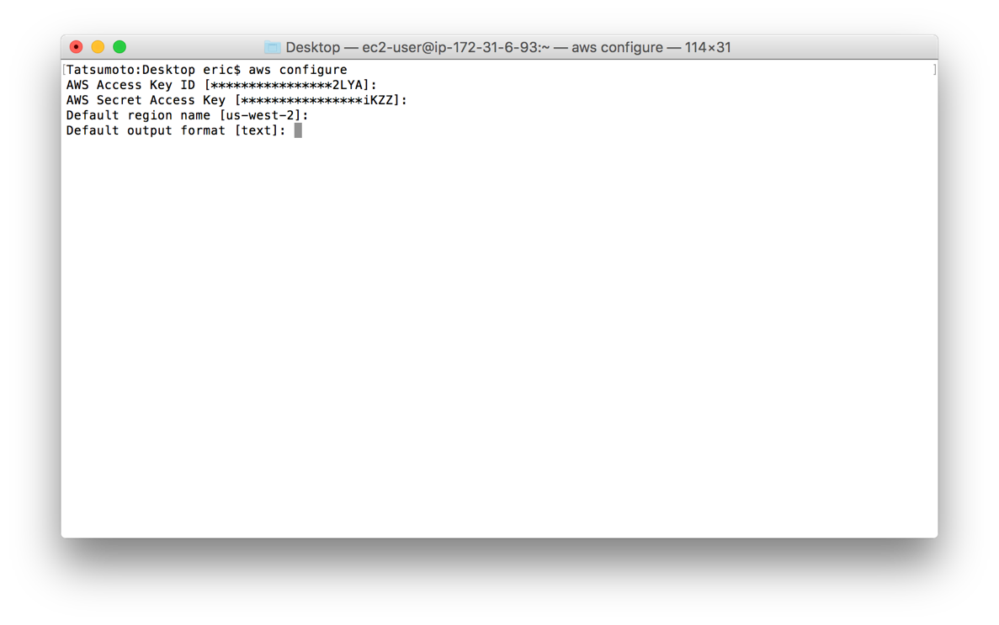 Desktop — ec2-user@ip-172-31-6-93:~ — aws configure — 114×31
[Tatsumoto:Desktop eric$ aws configure ]
AWS Access Key ID [****************2LYA]:
AWS Secret Access Key [****************iKZZ]:
Default region name [us-west-2]:
Default output format [text]: